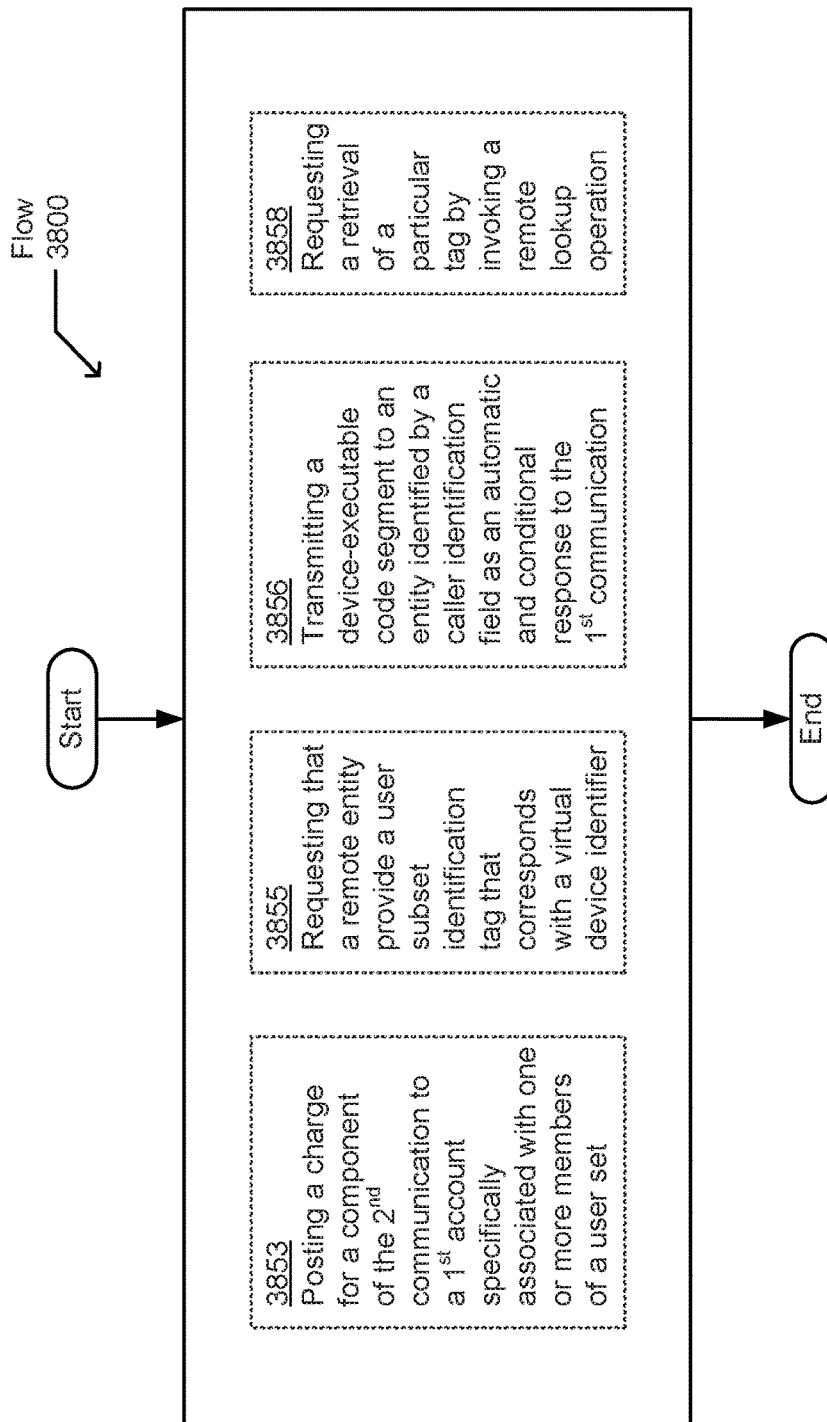 Flow
3800
Start
3853
Posting a charge
for a component
of the 2nd
communication to
a 1st account
specifically
associated with one
or more members
of a user set
3855
Requesting that
a remote entity
provide a user
subset
identification
tag that
corresponds
with a virtual
device identifier
3856
Transmitting a
device-executable
code segment to an
entity identified by a
caller identification
field as an automatic
and conditional
response to the
1st communication
3858
Requesting
a retrieval
of a
particular
tag by
invoking a
remote
lookup
operation
End